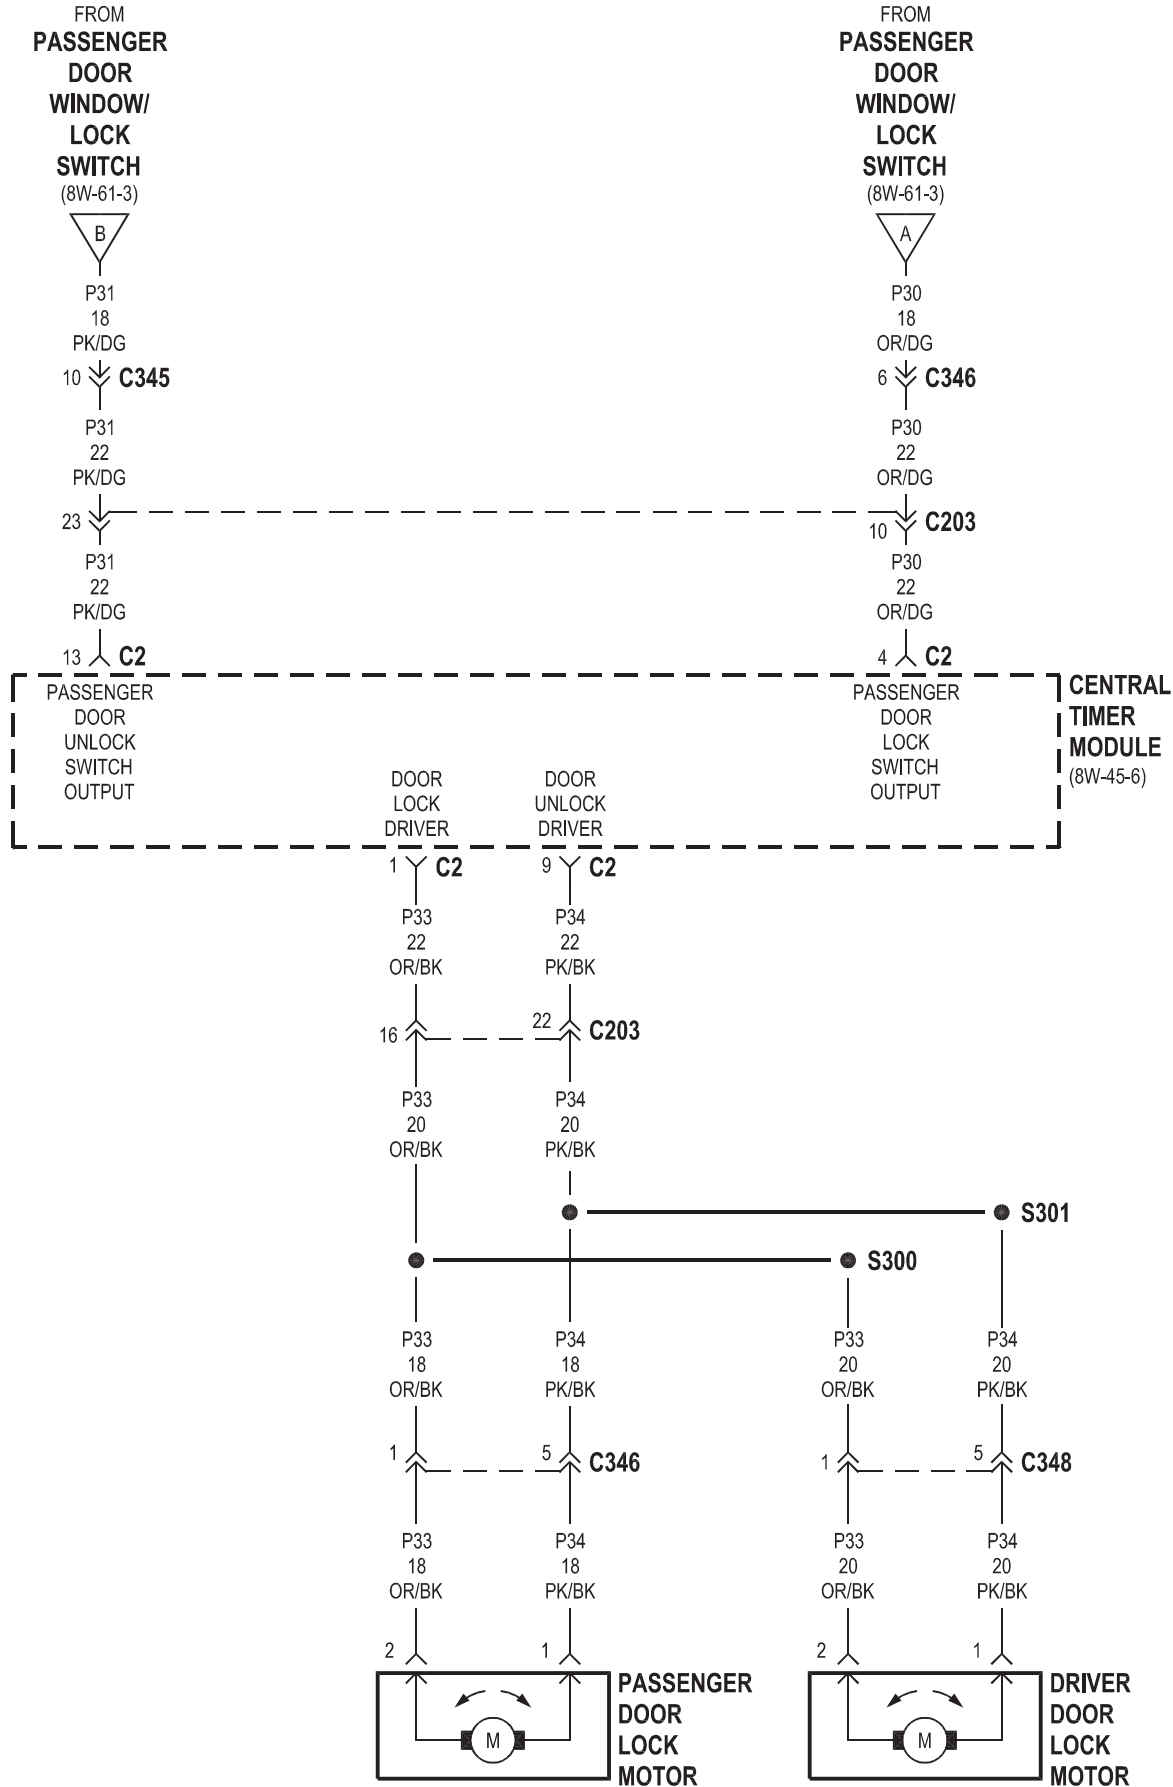 FROM
PASSENGER
DOOR
WINDOW/
LOCK
SWITCH
(8W-61-3)
B
P31
18
PK/DG
10 C345
P31
22
PK/DG
23
P31
22
PK/DG
13 C2
FROM
PASSENGER
DOOR
WINDOW/
LOCK
SWITCH
(8W-61-3)
A
P30
18
OR/DG
6 C346
P30
22
OR/DG
10 C203
P30
22
OR/DG
4 C2
PASSENGER
DOOR
UNLOCK
SWITCH
OUTPUT
DOOR
LOCK
DRIVER
DOOR
UNLOCK
DRIVER
PASSENGER
DOOR
LOCK
SWITCH
OUTPUT
CENTRAL
TIMER
MODULE
(8W-45-6)
1 C2
P33
22
OR/BK
16
P33
20
OR/BK
9 C2
P34
22
PK/BK
22 C203
P34
20
PK/BK
S301
S300
P33
18
OR/BK
1
P33
18
OR/BK
2
P34
18
PK/BK
5 C346
P34
18
PK/BK
1
M
PASSENGER
DOOR
LOCK
MOTOR
P33
20
OR/BK
1
P33
20
OR/BK
2
P34
20
PK/BK
5 C348
P34
20
PK/BK
1
M
DRIVER
DOOR
LOCK
MOTOR